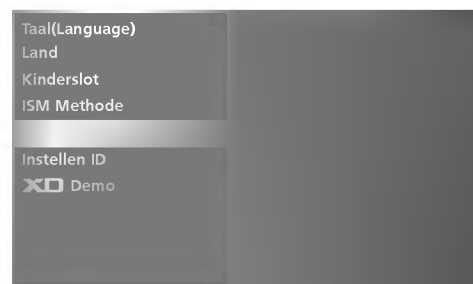 Taal(Language)
Land
Kinderslot
ISM Methode
Instellen ID
XD Demo